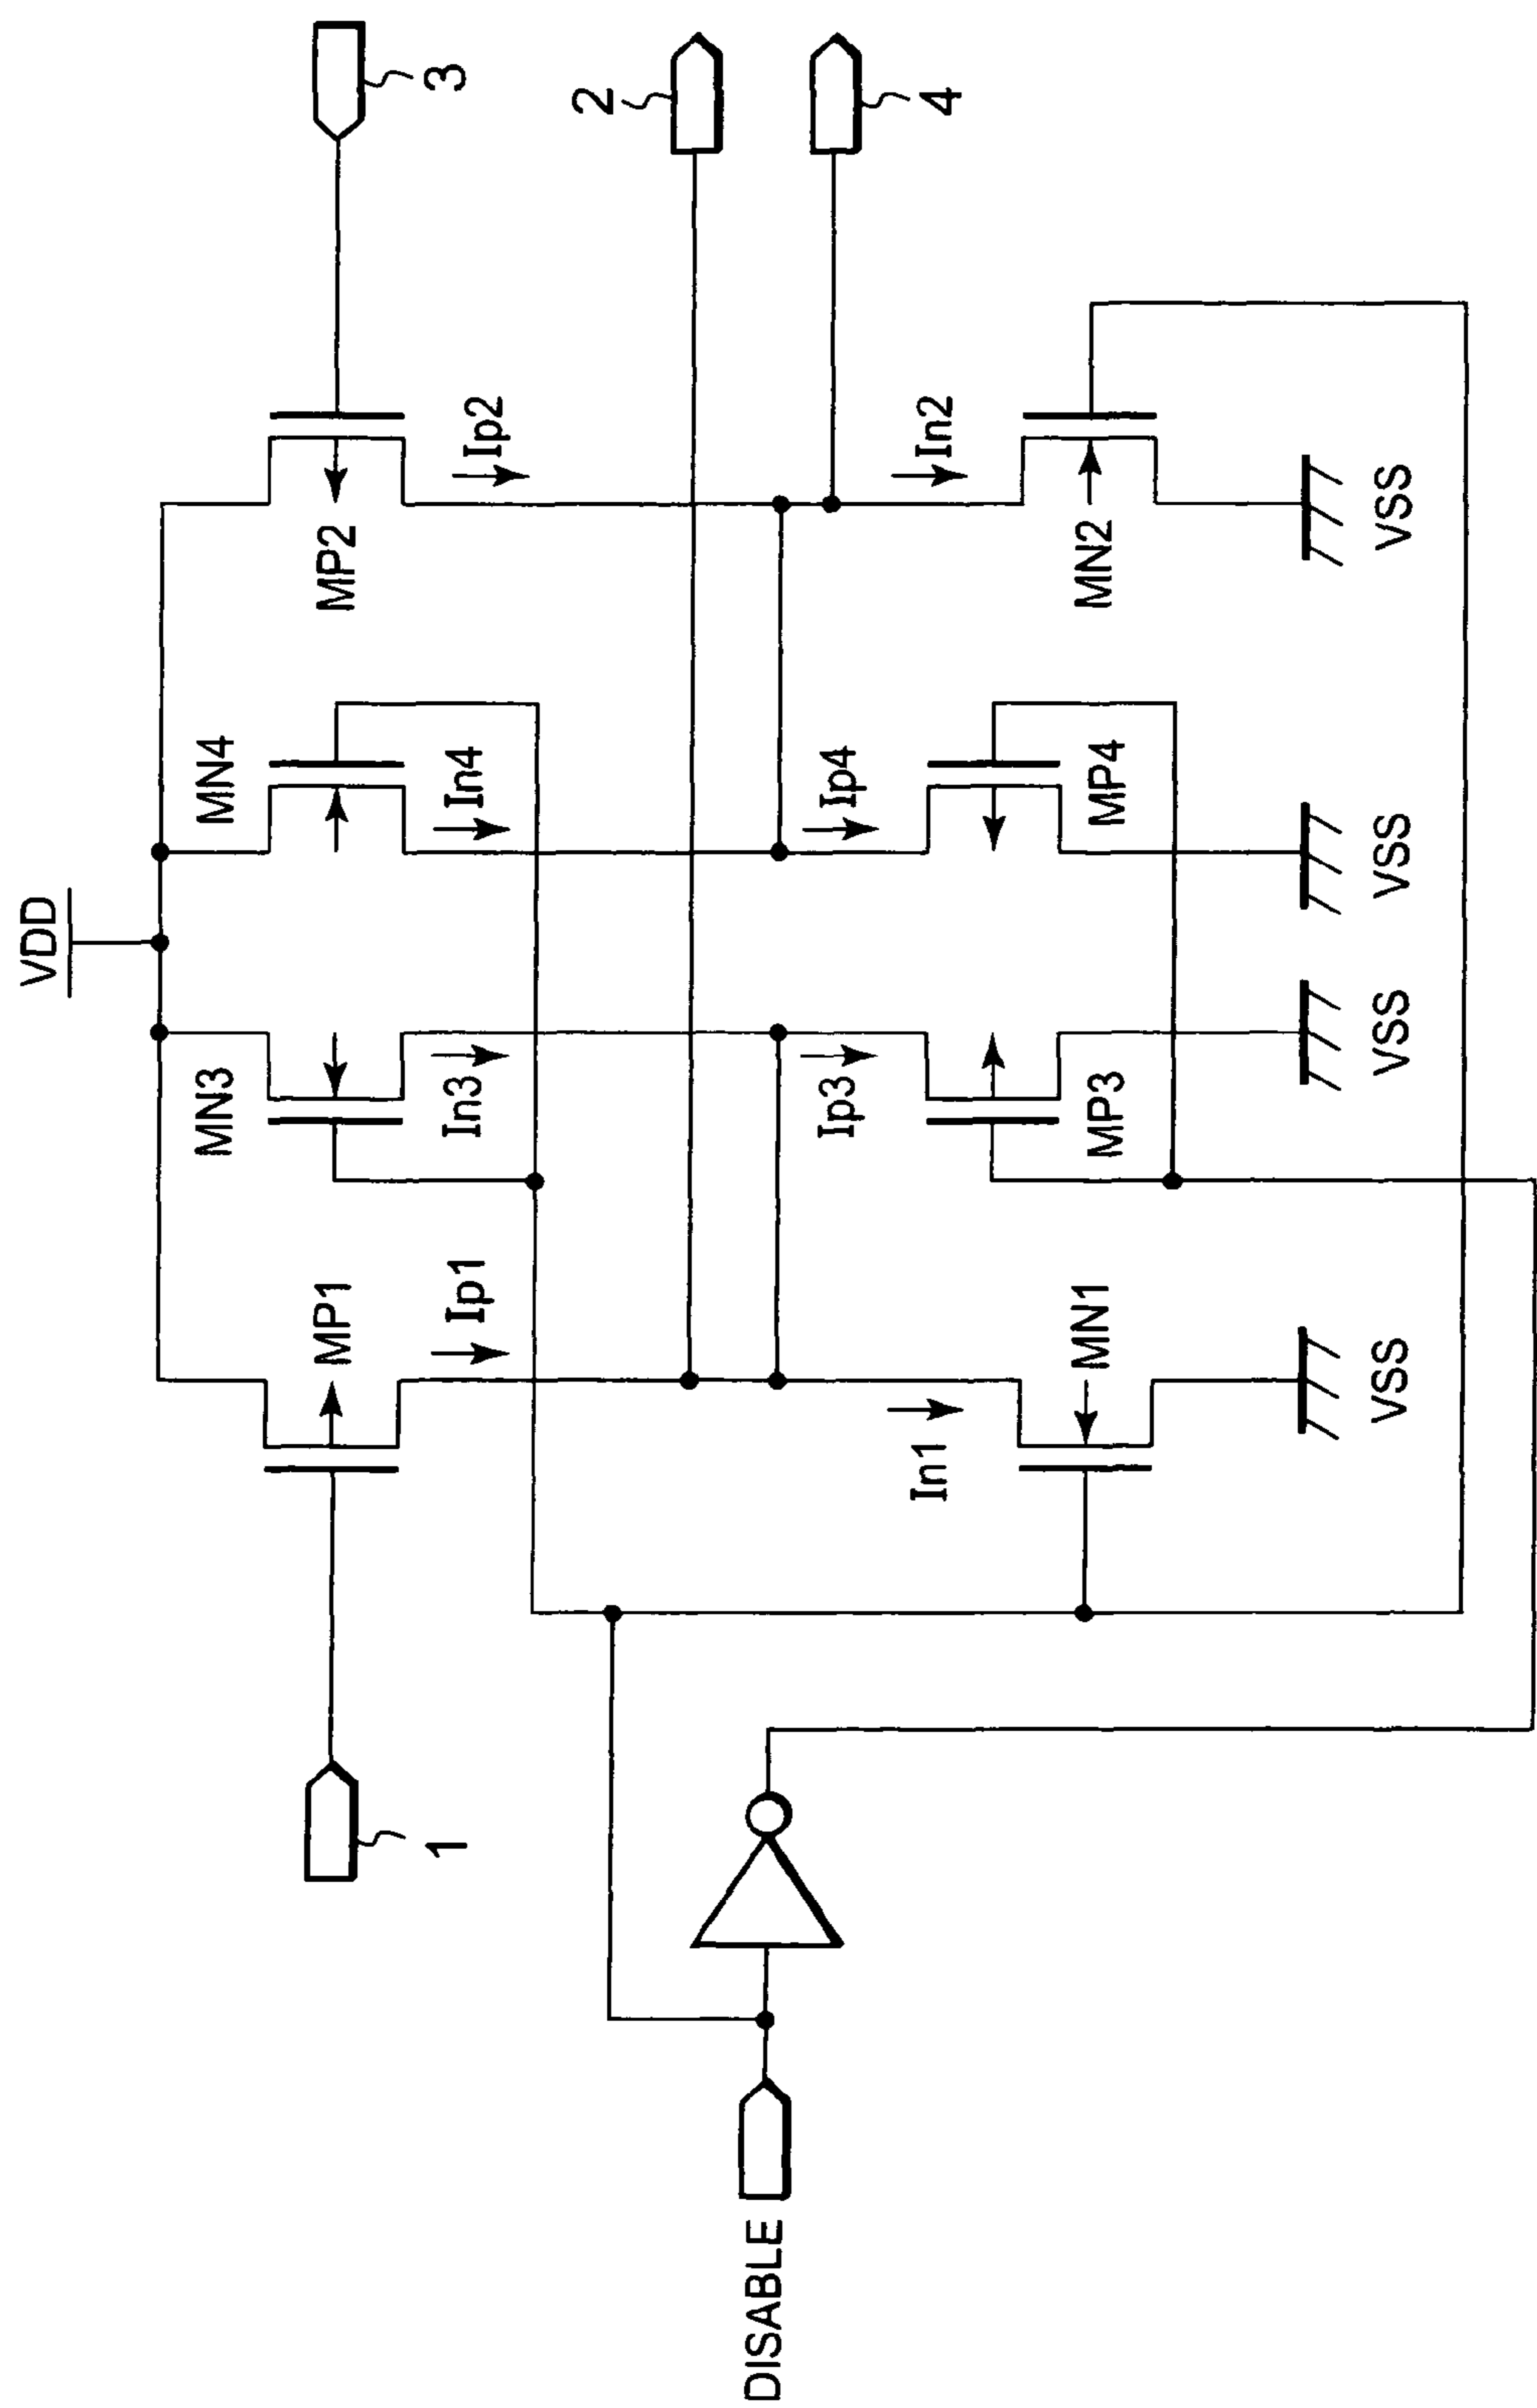 VDD
MP1
MN3
MN4
MP2
3
1
Ip1
In3
In4
Ip2
2
4
In1
Ip3
Ip4
In2
MN1
MP3
MP4
MN2
VSS
VSS
VSS
VSS
DISABLE